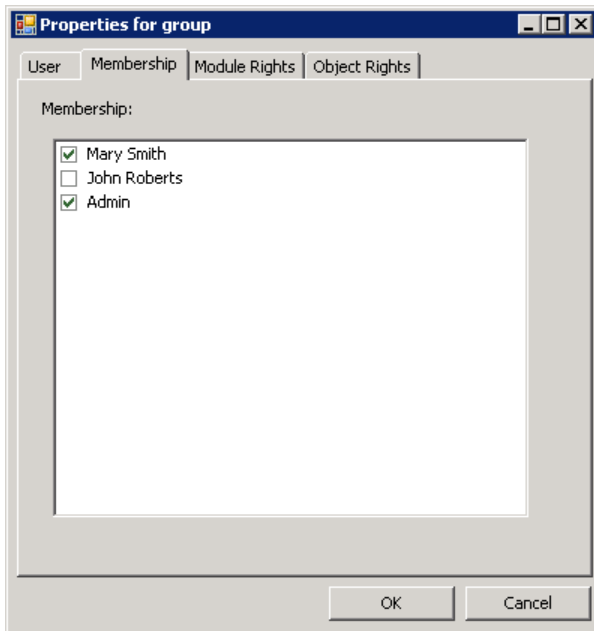 Properties for group
User Membership Module Rights Object Rights
Membership:
Mary Smith
John Roberts
Admin
OK Cancel